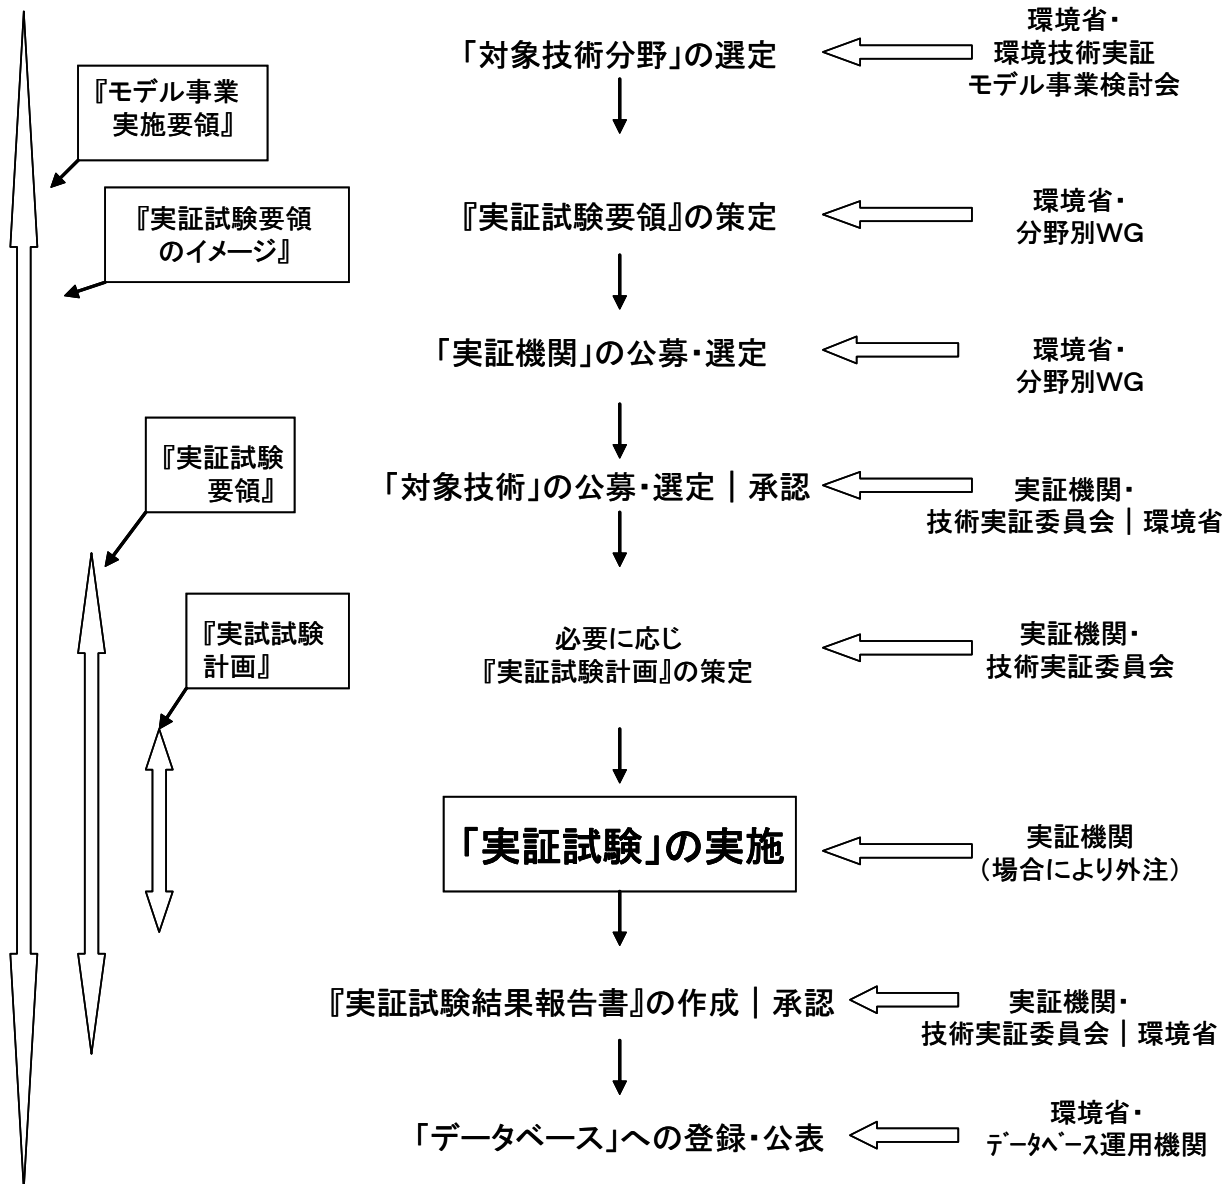 「対象技術分野」の選定
環境省・
環境技術実証
モデル事業検討会
『モデル事業
実施要領』
『実証試験要領
のイメージ』
『実証試験要領』の策定
環境省・
分野別WG
「実証機関」の公募・選定
環境省・
分野別WG
『実証試験
要領』
「対象技術」の公募・選定|承認
実証機関・
技術実証委員会|環境省
『実試試験
計画』
必要に応じ
『実証試験計画』の策定
実証機関・
技術実証委員会
「実証試験」の実施
実証機関
(場合により外注)
『実証試験結果報告書』の作成|承認
実証機関・
技術実証委員会|環境省
「データベース」への登録・公表
環境省・
データベース運用機関